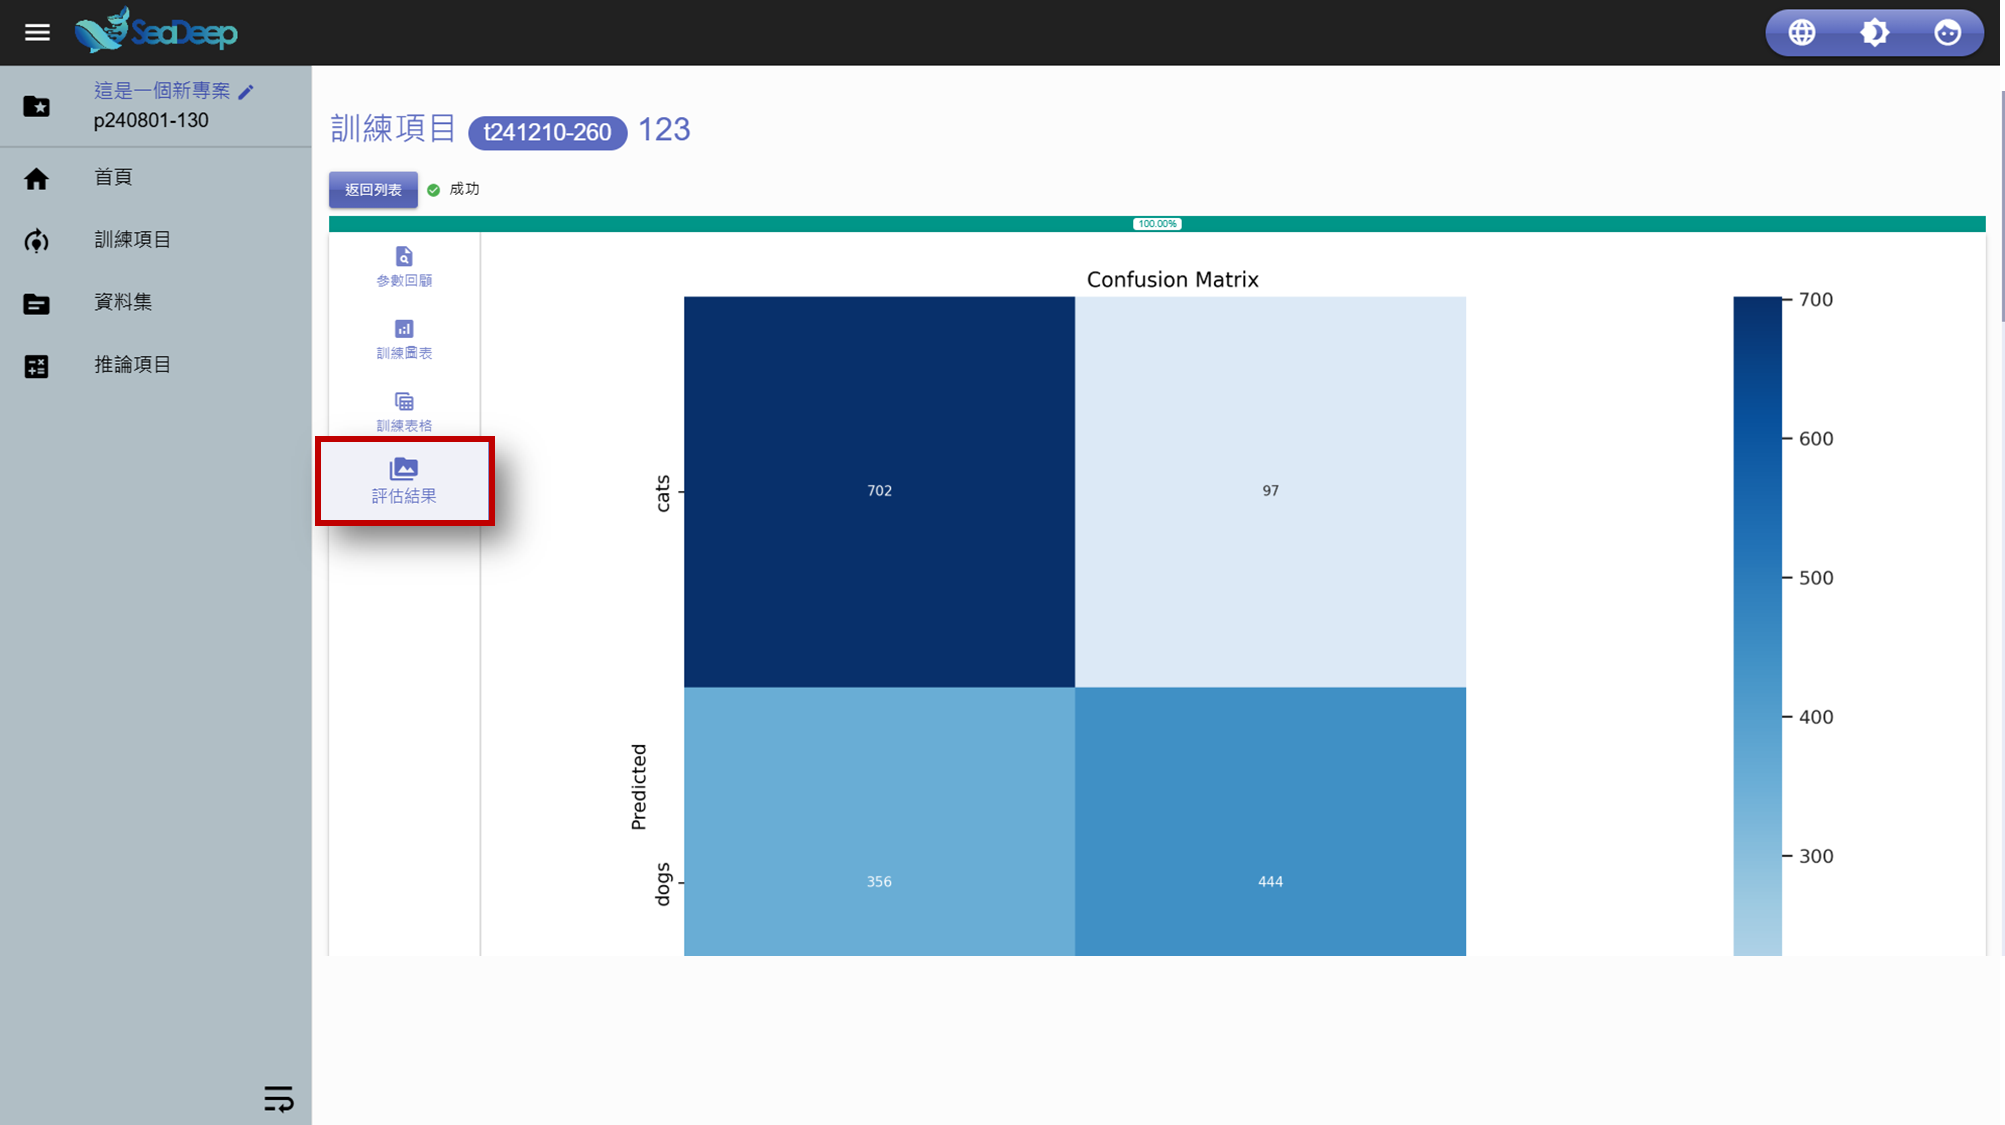 SeaDeep
這是一個新專案
p240801-130
首頁
訓練項目
資料集
推論項目
訓練項目 t241210-260 123
返回列表 成功
100.00%
參數回顧
訓練圖表
訓練表格
評估結果
Confusion Matrix
cats
702 97
Predicted
dogs
356 444
700
600
500
400
300